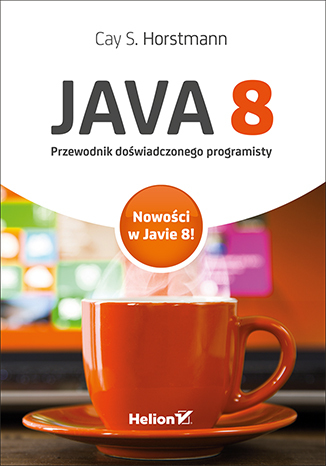 Cay S. Horstmann
JAVA 8
Przewodnik doświadczonego programisty
Nowości
w Javie 8!
Helion